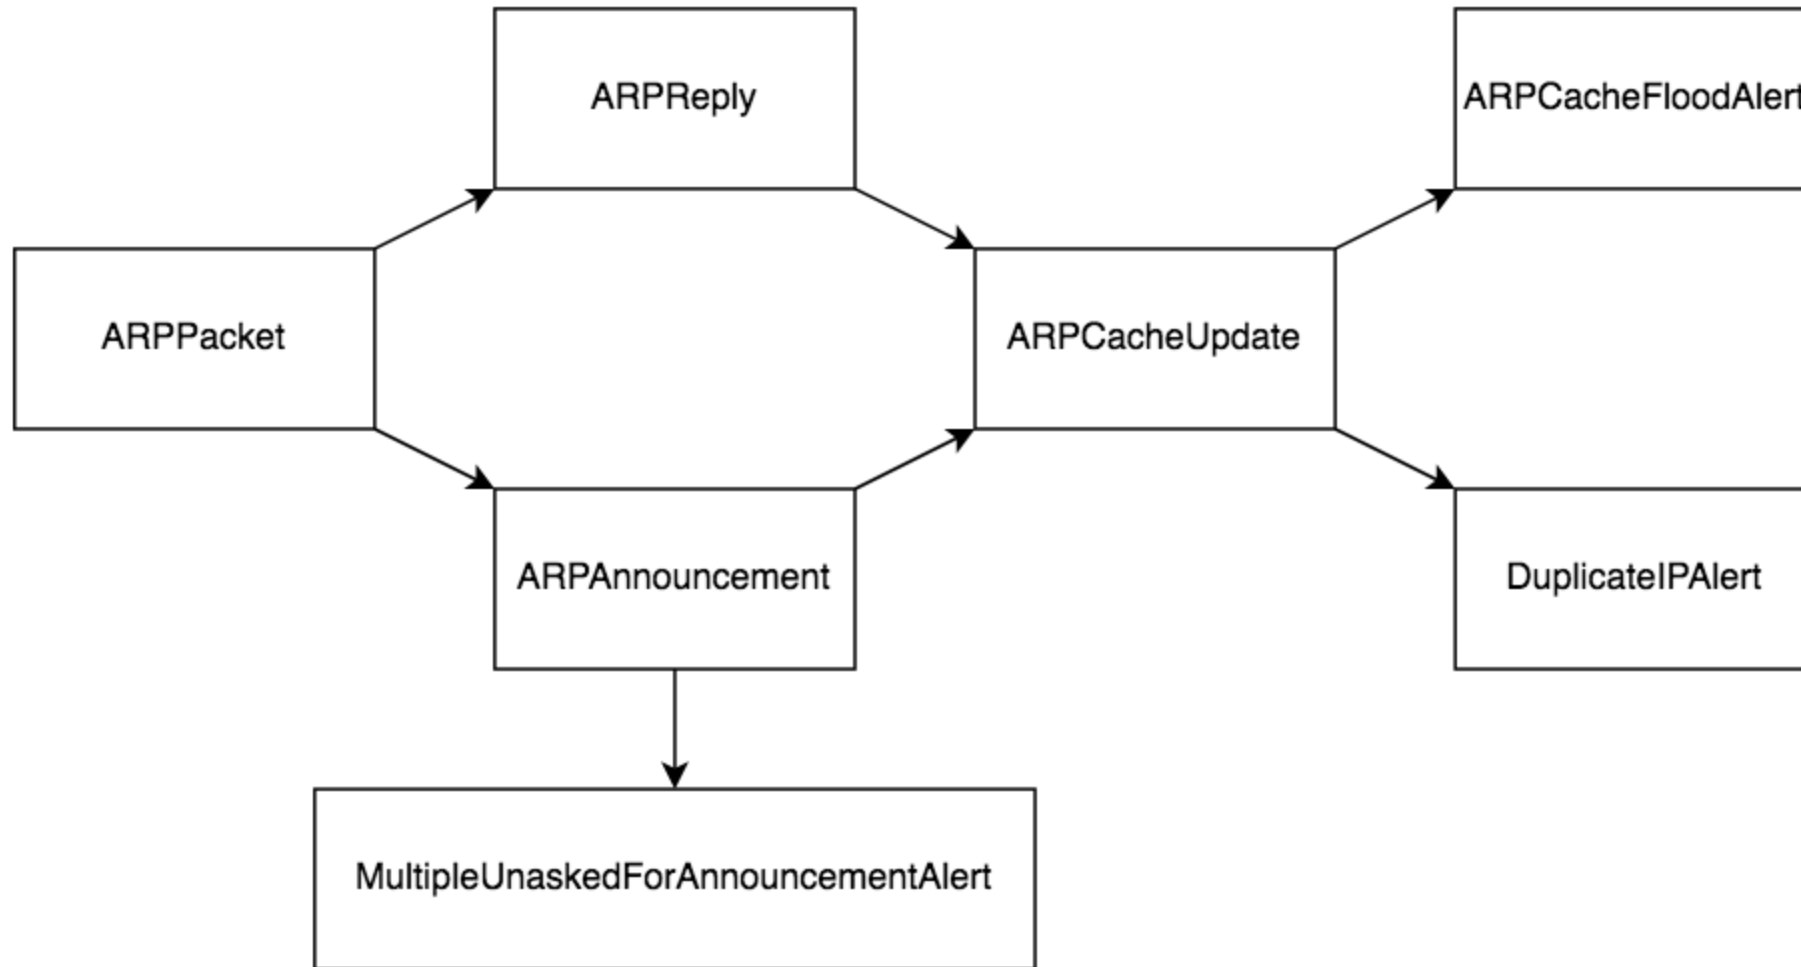 ARPReply
ARPCacheFloodAlert
ARPPacket
ARPCacheUpdate
ARPAnnouncement
DuplicateIPAlert
MultipleUnaskedForAnnouncementAlert